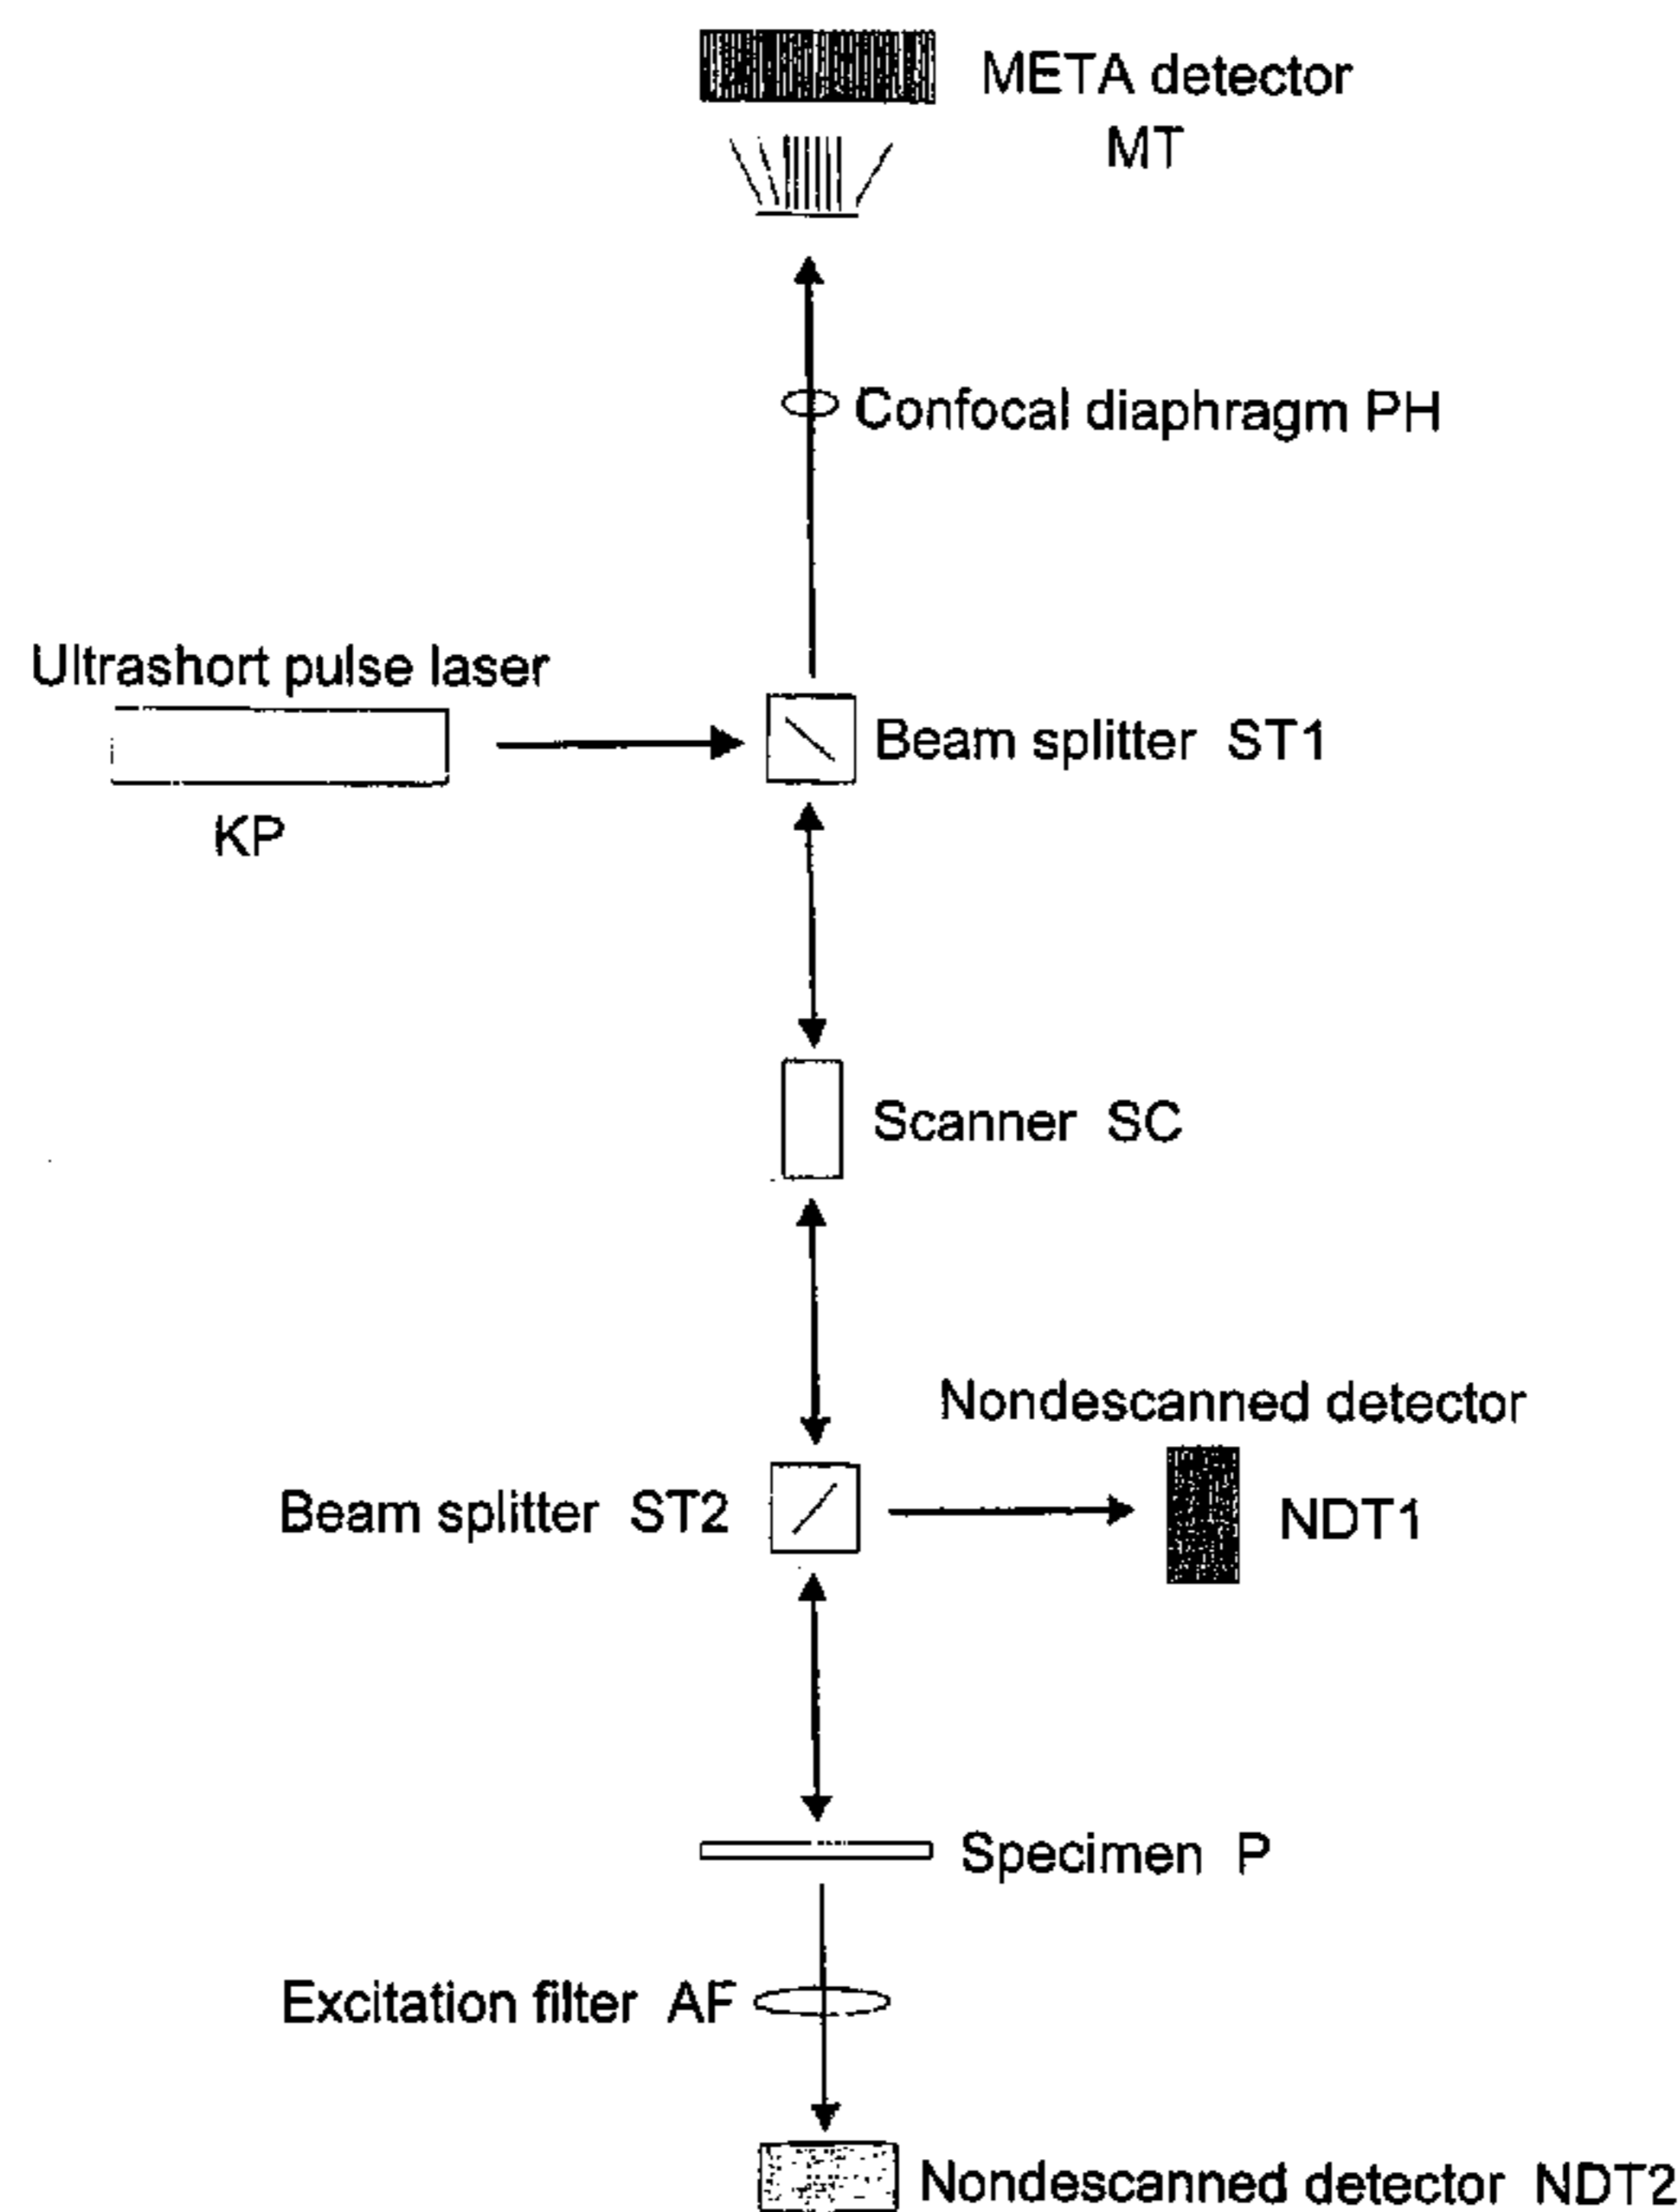 META detector
MT
Confocal diaphragm PH
Ultrashort pulse laser
Beam splitter ST1
KP
Scanner SC
Nondescanned detector
Beam splitter ST2
NDT1
Specimen P
Excitation filter AF
Nondescanned detector NDT2